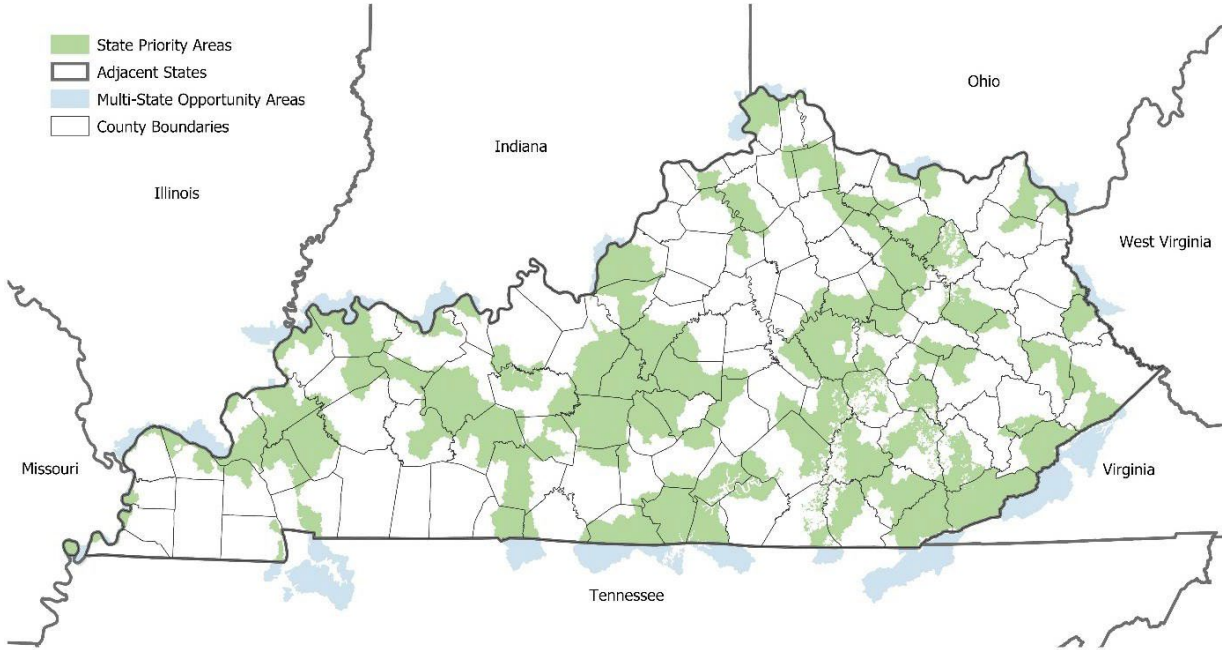 State Priority Areas
Adjacent States
Multi-State Opportunity Areas
County Boundaries
Ohio
Indiana
Illinois
West Virginia
Missouri
Virginia
Tennessee